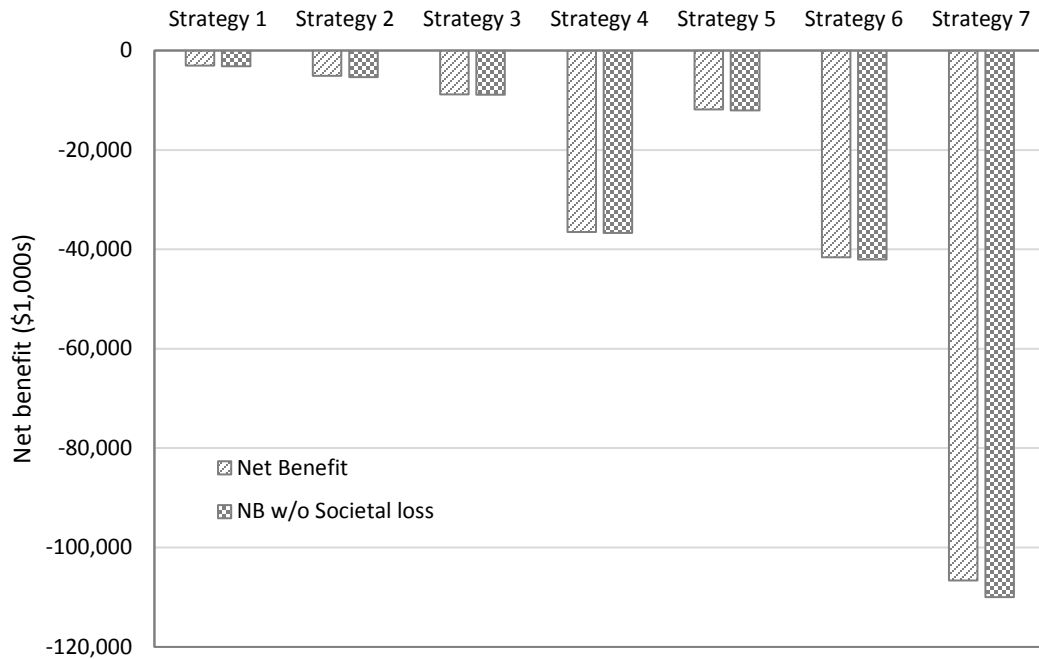 Strategy 1 Strategy 2 Strategy 3 Strategy 4 Strategy 5 Strategy 6 Strategy 7
0
-20,000
-40,000
-60,000
-80,000
-100,000
-120,000
Net benefit ($1,000s)
Net Benefit
NB w/o Societal loss